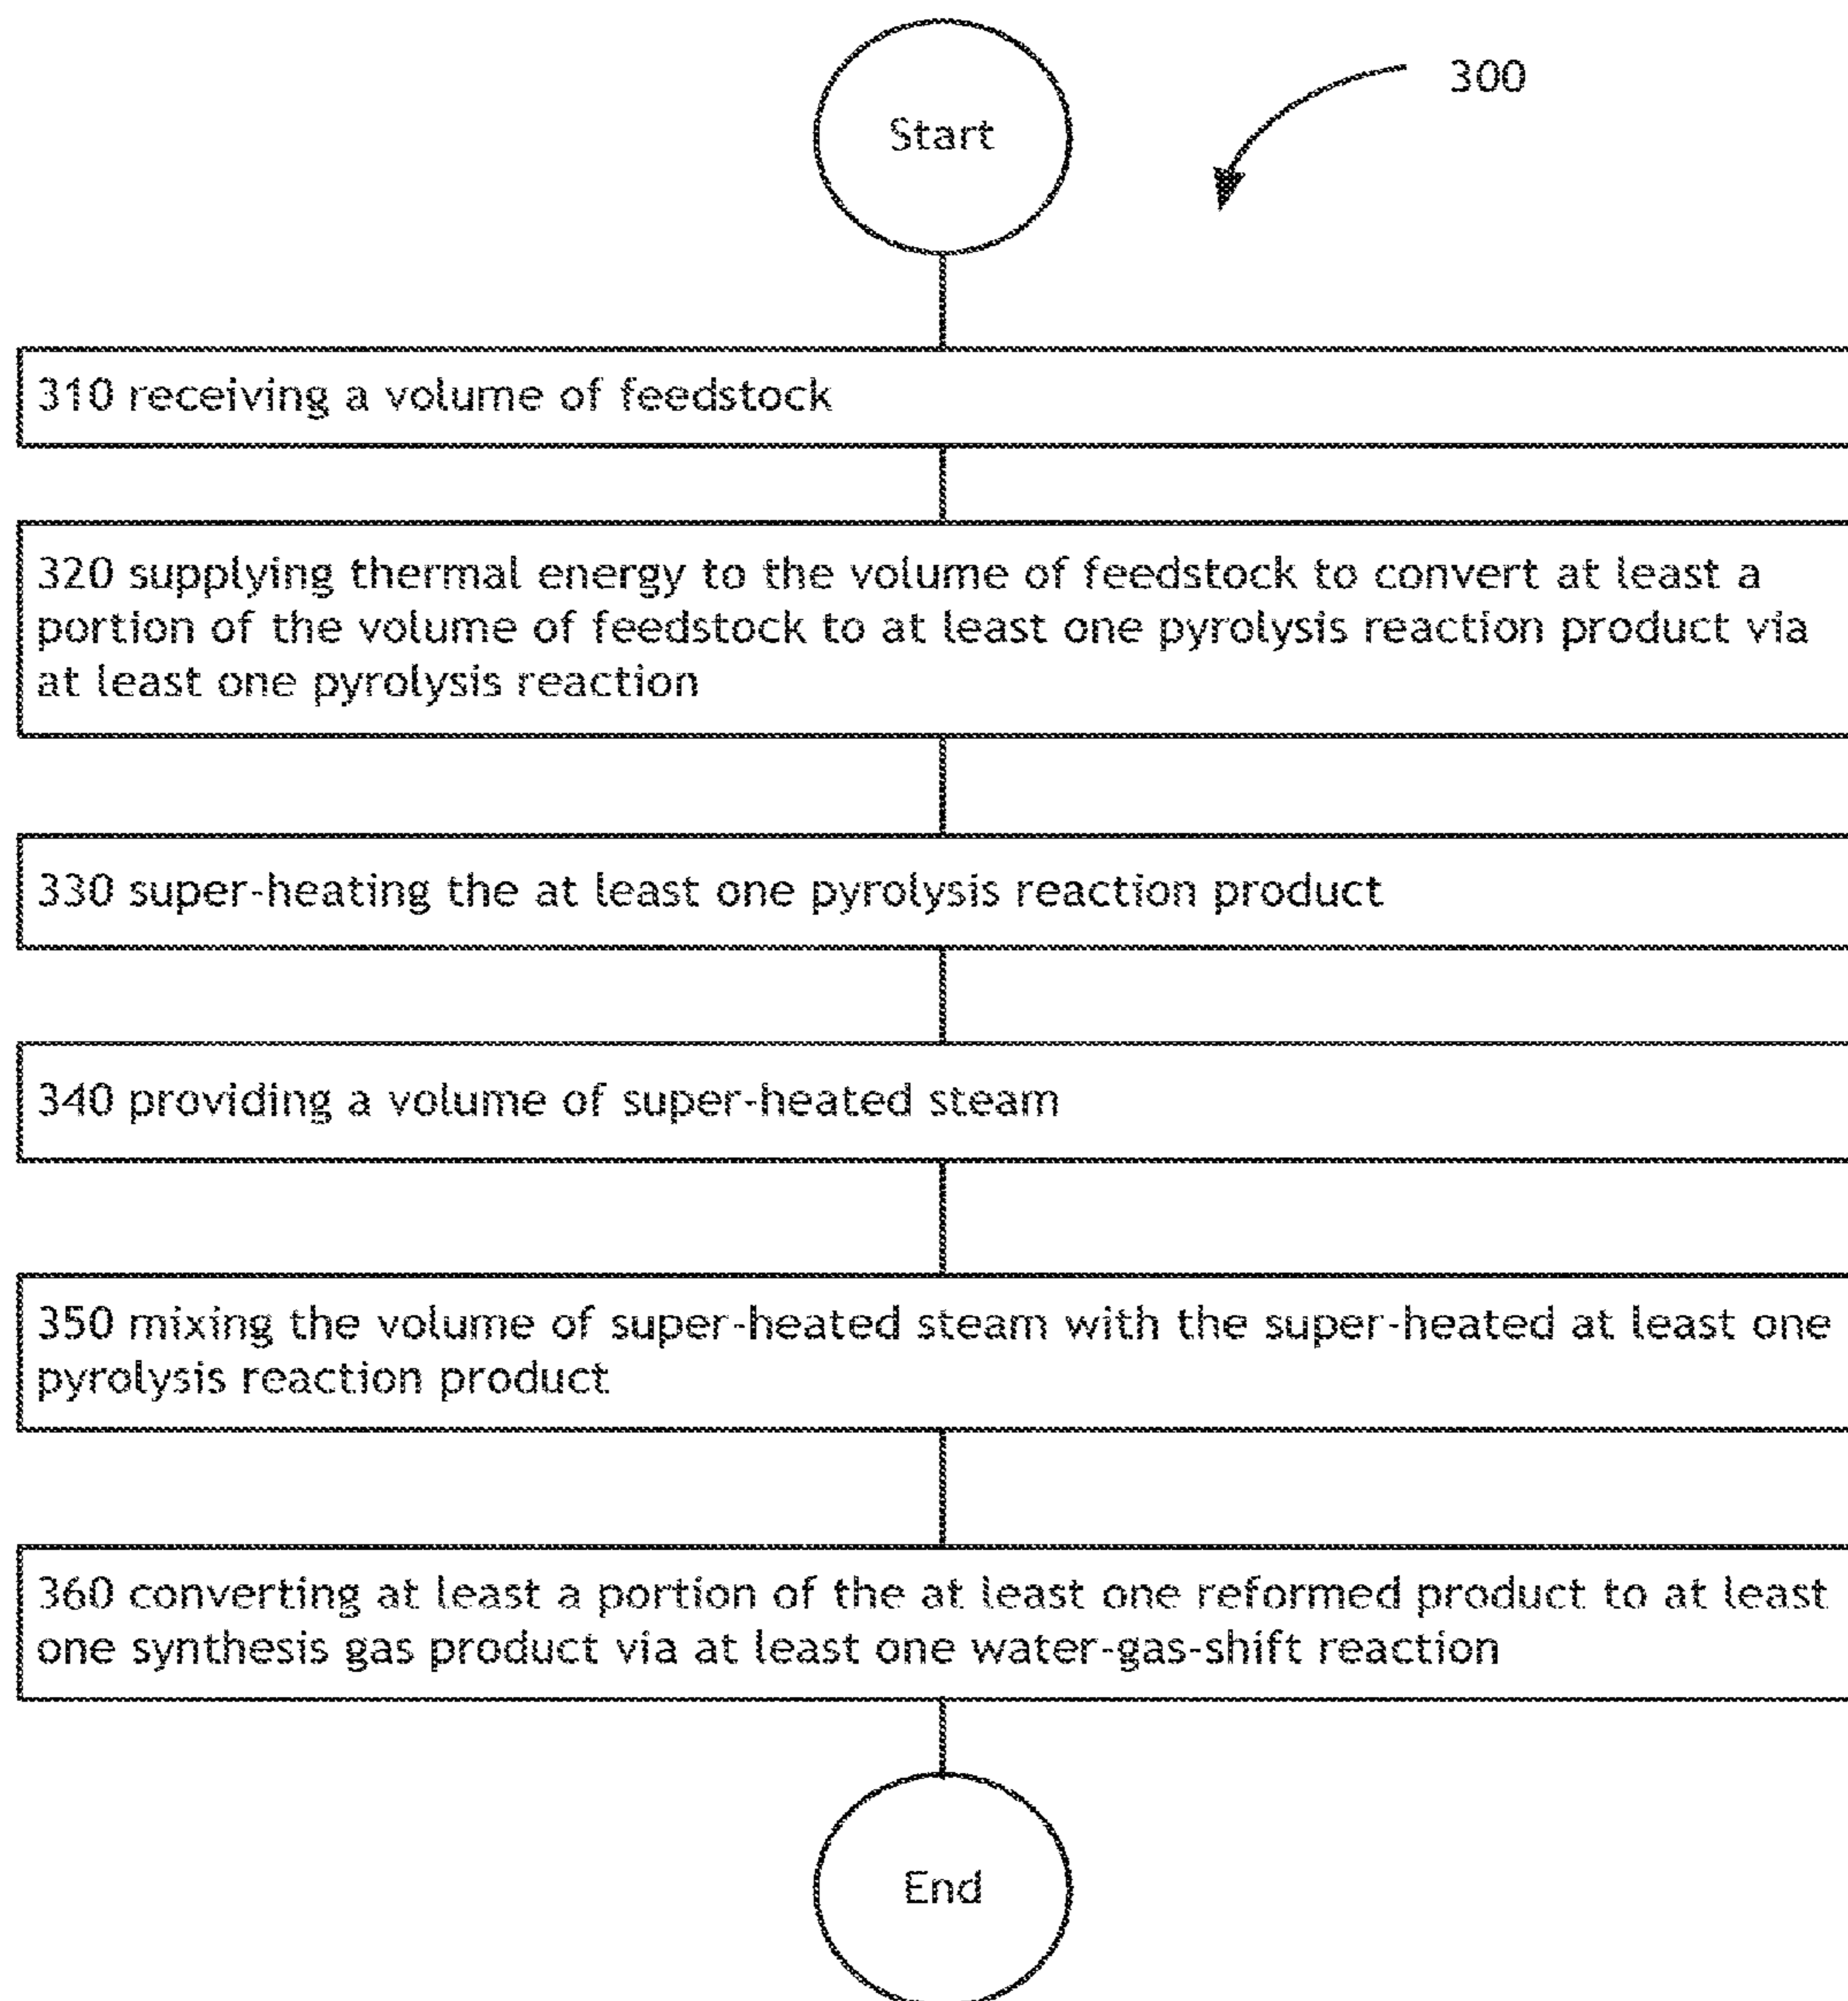 Start
300
310 receiving a volume of feedstock
320 supplying thermal energy to the volume of feedstock to convert at least a
portion of the volume of feedstock to at least one pyrolysis reaction product via
at least one pyrolysis reaction
330 super-heating the at least one pyrolysis reaction product
340 providing a volume of super-heated steam
350 mixing the volume of super-heated steam with the super-heated at least one
pyrolysis reaction product
360 converting at least a portion of the at least one reformed product to at least
one synthesis gas product via at least one water-gas-shift reaction
End